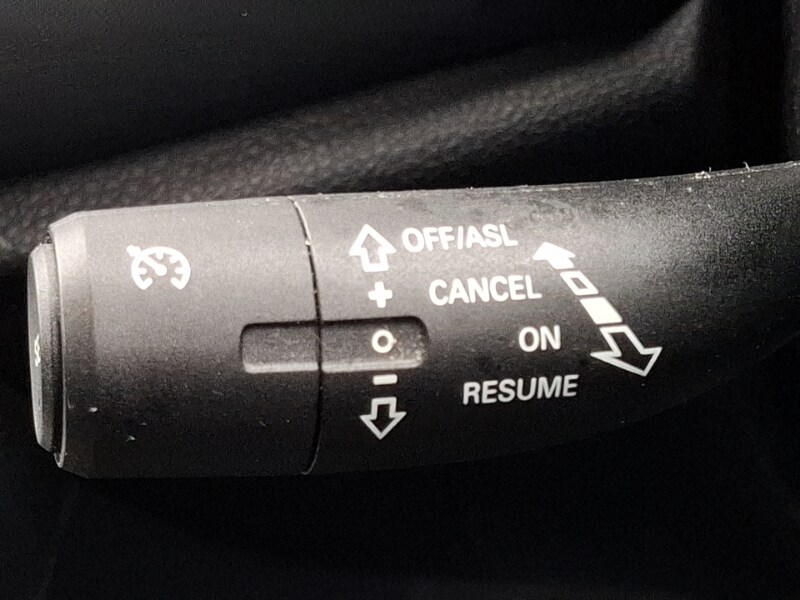 OFF/ASL
+ CANCEL
O ON
- RESUME